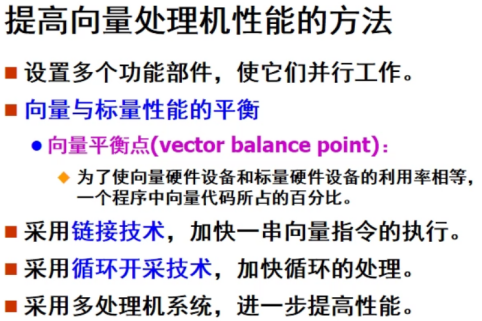 提高向量处理机性能的方法
设置多个功能部件，使它们并行工作。
向量与标量性能的平衡
向量平衡点(vector balance point)：
为了使向量硬件设备和标量硬件设备的利用率相等，
一个程序中向量代码所占的百分比。
采用链接技术，加快一串向量指令的执行。
采用循环开采技术，加快循环的处理。
采用多处理机系统，进一步提高性能。